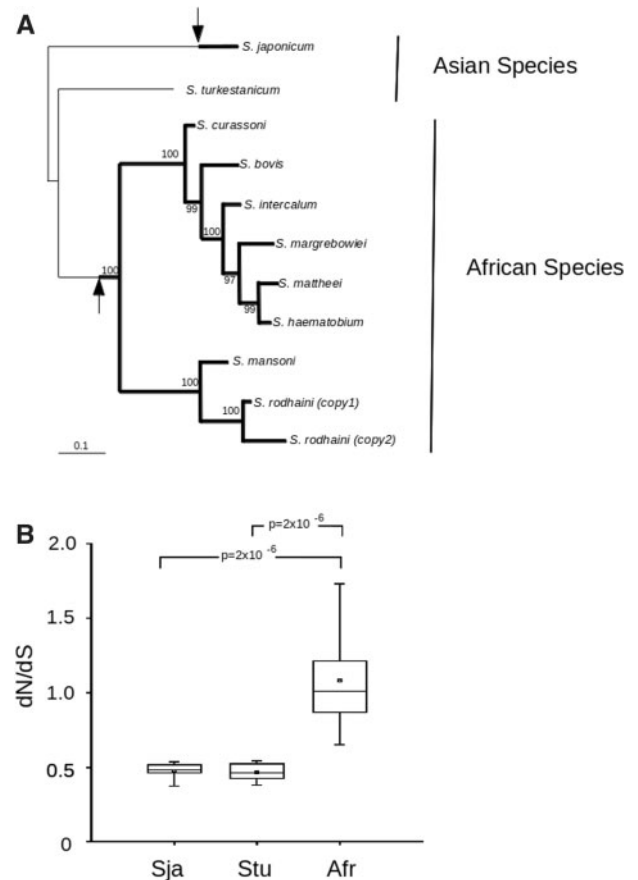 A
S. japonicum
Asian Species
S. turkestanicum
S. curassoni
100
S. bovis
99
S. intercalum
100
S. margrebowiei
African Species
97
S. mattheei
100
99
S. haematobium
S. mansoni
100
S. rodhaini (copy1)
100
S. rodhaini (copy2)
0.1
B
p=2x10 -6
2.0
p=2x10 -6
1.5
dN/dS
1.0
0.5
0
Sja Stu Afr